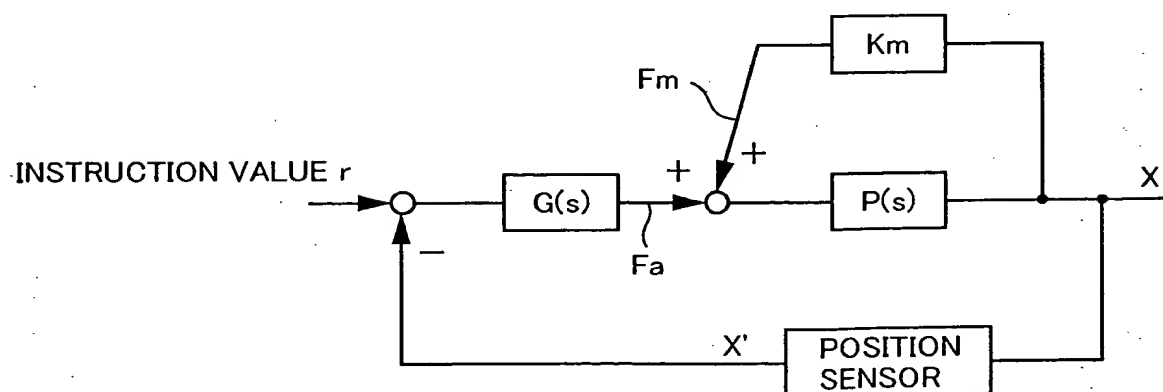 Km
Fm
+
+
INSTRUCTION VALUE r
G(s)
P(s)
X
−
Fa
X'
POSITION
SENSOR